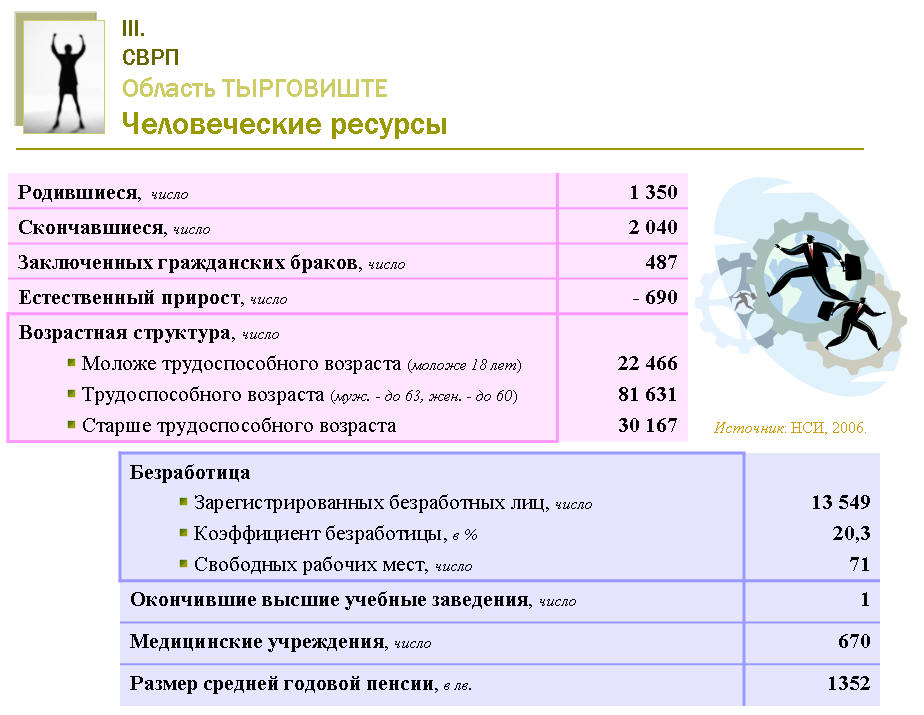 III.
СВРП
Область ТЫРГОВИШТЕ
Человеческие ресурсы
Родившиеся, число 1 350
Скончавшиеся, число 2 040
Заключенных гражданских браков, число 487
Естественный прирост, число - 690
Возрастная структура, число
Моложе трудоспособного возраста (моложе 18 лет) 22 466
Трудоспособного возраста (муж. - до 63, жен. - до 60) 81 631
Старше трудоспособного возраста 30 167
Источник: НСИ, 2006.
Безработица
Зарегистрированных безработных лиц, число 13 549
Коэффициент безработицы, в % 20,3
Свободных рабочих мест, число 71
Окончившие высшие учебные заведения, число 1
Медицинские учреждения, число 670
Размер средней годовой пенсии, в лв. 1352